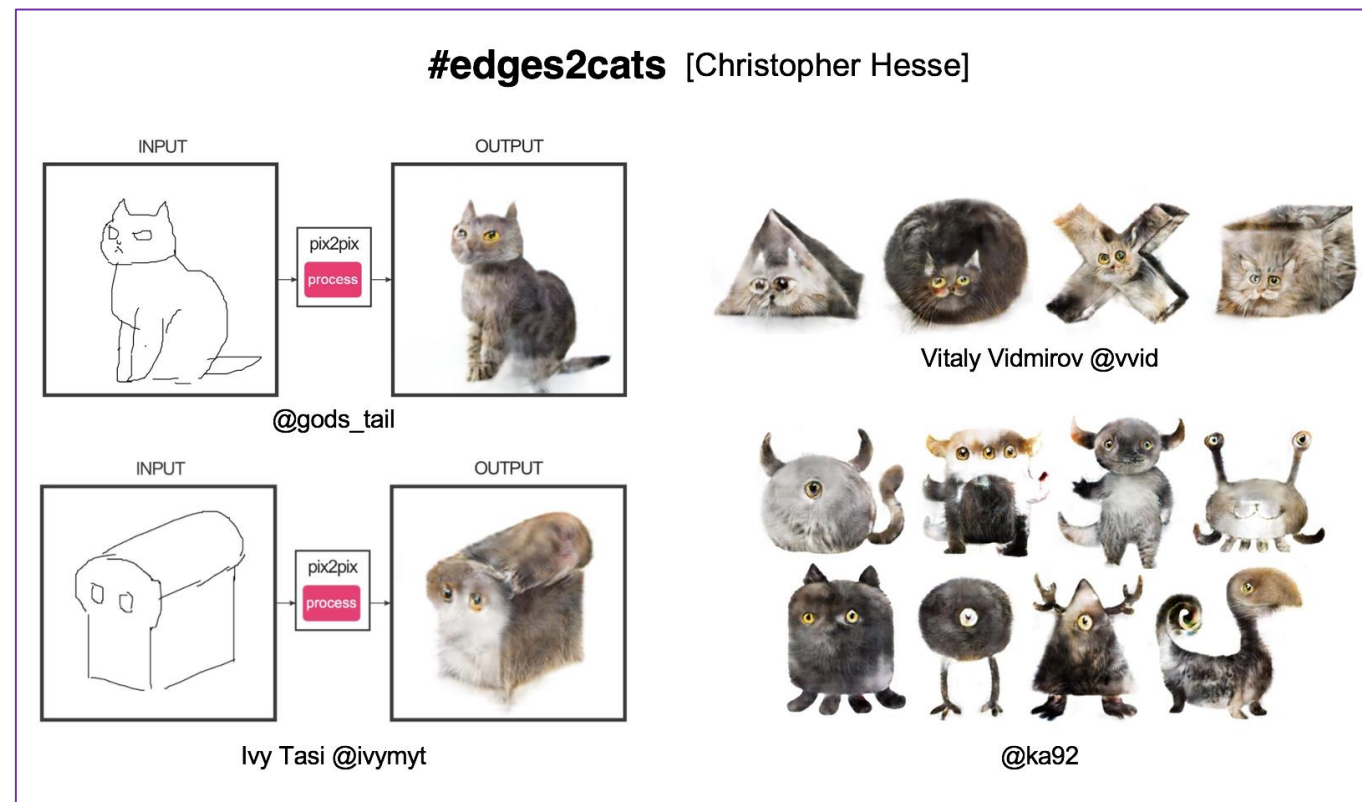 #edges2cats [Christopher Hesse]
INPUT
OUTPUT
pix2pix
process
@gods_tail
INPUT
OUTPUT
pix2pix
process
Ivy Tasi @ivymyt
Vitaly Vidmirov @vvid
@ka92